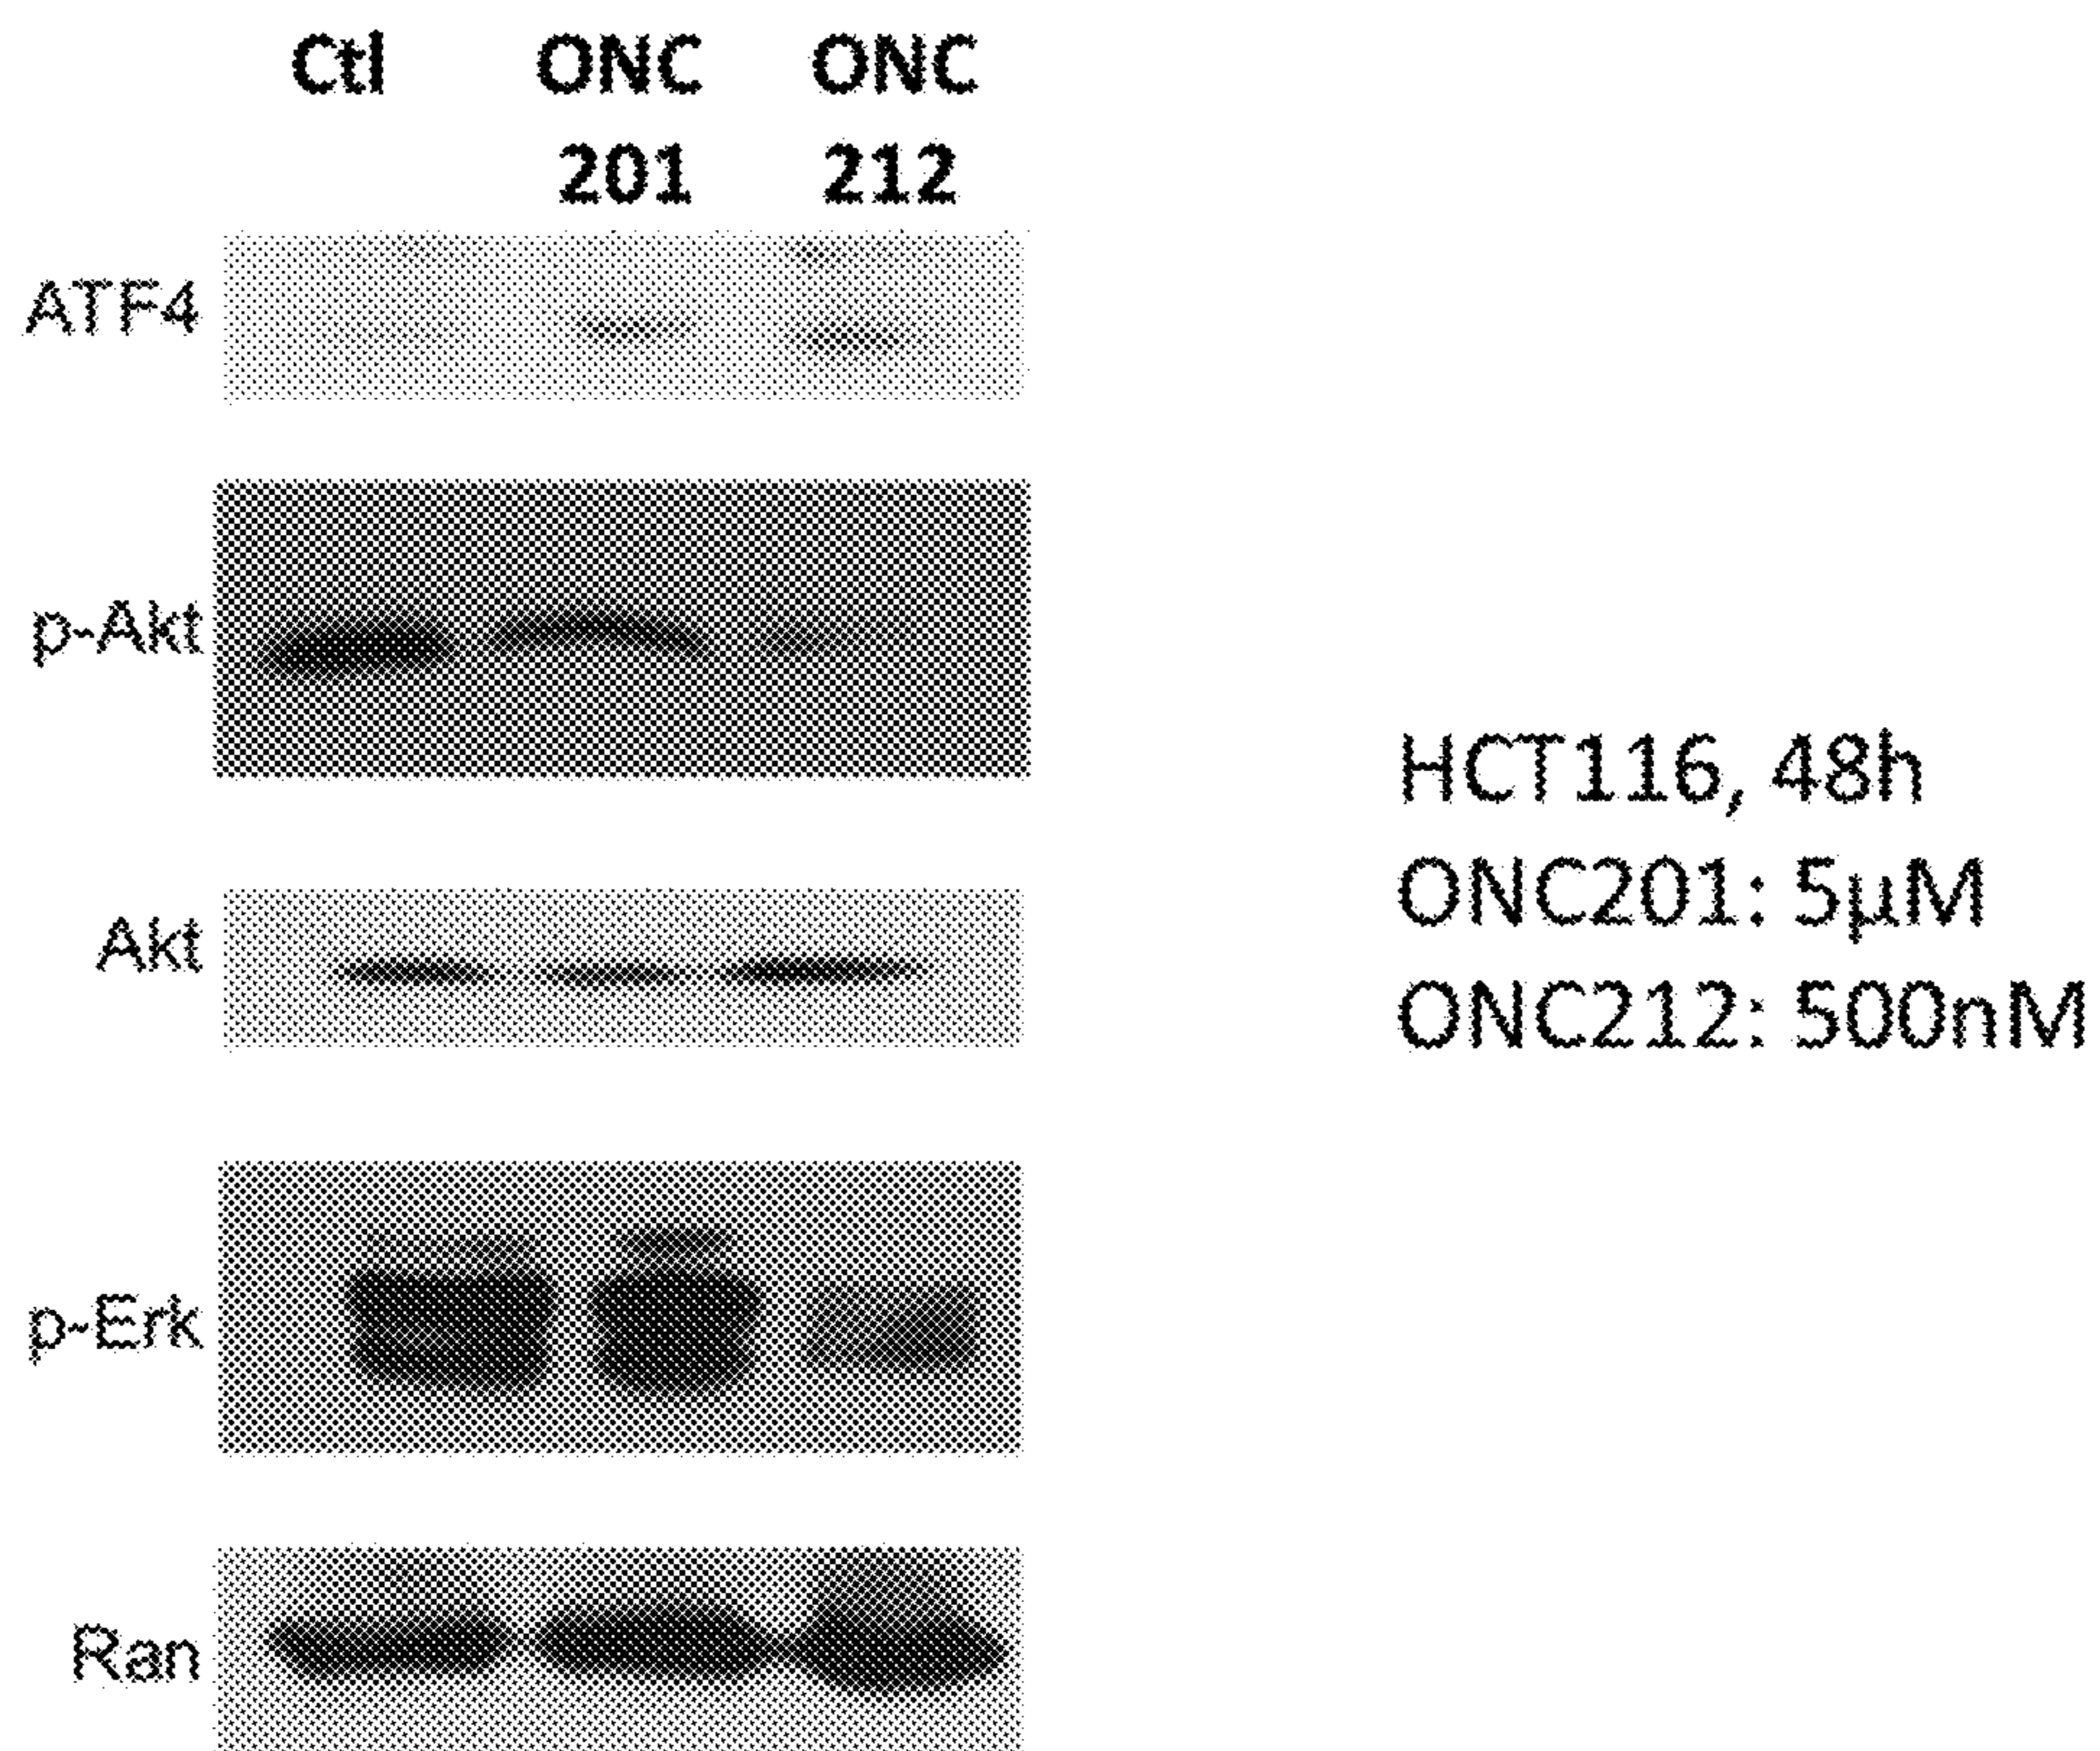 Ctl ONC ONC
201 212
ATF4
p-Akt
Akt
p-Erk
Ran
HCT116, 48h
ONC201: 5µM
ONC212: 500nM